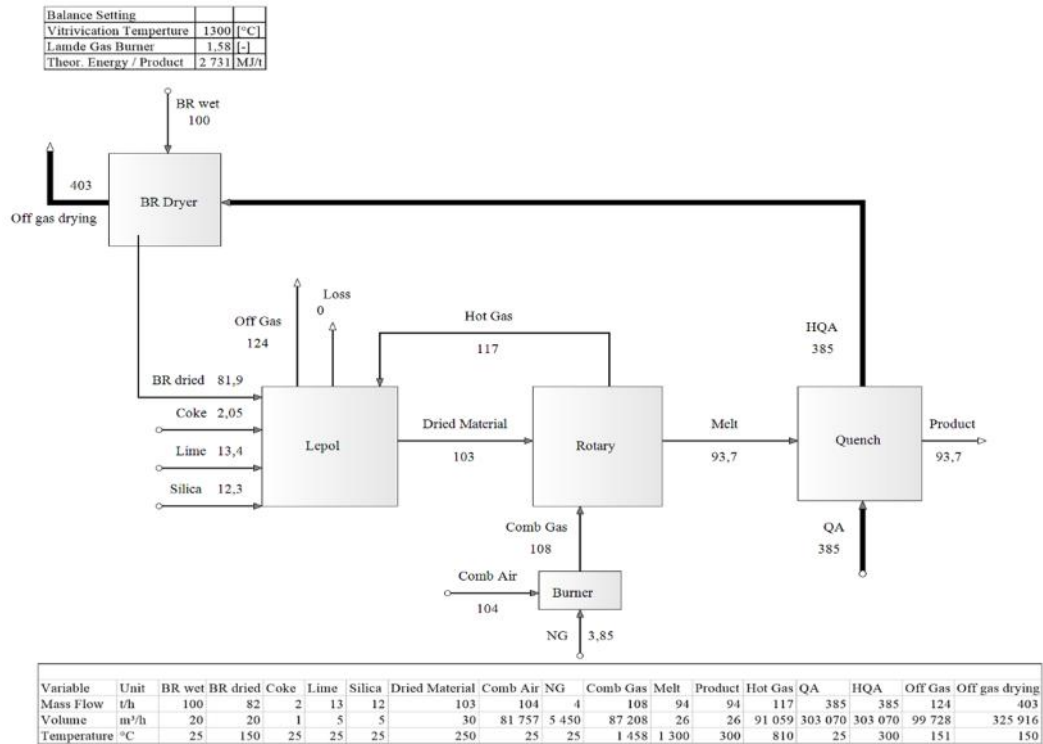 Balance Setting
Vitrivication Temperture 1300 [°C]
Lamde Gas Burner 1,58 [-]
Theor. Energy / Product 2 731 MJ/t
BR wet
100
403
BR Dryer
Off gas drying
Loss
0
Off Gas
124
Hot Gas
117
HQA
385
BR dried 81,9
Coke 2,05
Lime 13,4
Silica 12,3
Lepol
Dried Material
103
Rotary
Melt
93,7
Quench
Product
93,7
Comb Gas
108
QA
385
Comb Air
104
Burner
NG 3,85
Variable Unit BR wet BR dried Coke Lime Silica Dried Material Comb Air NG Comb Gas Melt Product Hot Gas QA HQA Off Gas Off gas drying
Mass Flow t/h 100 82 2 13 12 103 104 4 108 94 94 117 385 385 124 403
Volume m³/h 20 20 1 5 5 30 81 757 5 450 87 208 26 26 91 059 303 070 303 070 99 728 325 916
Temperature °C 25 150 25 25 25 250 25 25 1 458 1 300 300 810 25 300 151 150